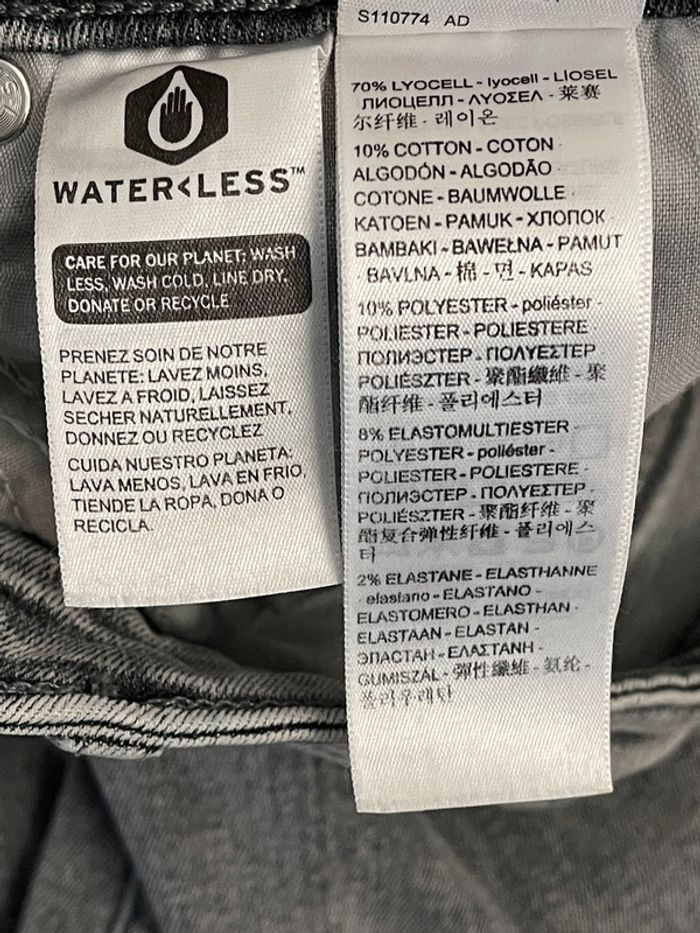 WATER<LESS™
CARE FOR OUR PLANET: WASH
LESS, WASH COLD, LINE DRY,
DONATE OR RECYCLE
PRENEZ SOIN DE NOTRE
PLANETE: LAVEZ MOINS,
LAVEZ A FROID, LAISSEZ
SECHER NATURELLEMENT,
DONNEZ OU RECYCLEZ
CUIDA NUESTRO PLANETA:
LAVA MENOS, LAVA EN FRIO,
TIENDE LA ROPA, DONA O
RECICLA.
S110774 AD
70% LYOCELL - lyocell - LIOSEL
ЛИОЦЕЛЛ - ΛΥΟΣΕΛ - 莱赛
尔纤维 - 레이온
10% COTTON - COTON
ALGODÓN - ALGODÃO
COTONE - BAUMWOLLE
KATOEN - PAMUK - ХЛОПОК
BAMBAKI - BAWEŁNA - PAMUT
- BAVLNA - 棉 - 면 - KAPAS
10% POLYESTER - poliéster -
POLIESTER - POLIESTERE
ПОЛИЭСТЕР - ΠΟΛΥΕΣΤΕΡ
POLIÉSZTER - 聚酯纖維 - 聚
酯纤维 - 폴리에스터
8% ELASTOMULTIESTER
POLYESTER - poliéster -
POLIESTER - POLIESTERE -
ПОЛИЭСТЕР - ΠΟΛΥΕΣΤΕΡ
POLIÉSZTER - 聚酯纤维 - 聚
酯复合弹性纤维 - 폴리에스
터
2% ELASTANE - ELASTHANNE
- elastano - ELASTANO -
ELASTOMERO - ELASTHAN
ELASTAAN - ELASTAN -
ЭЛАСТАН - ΕΛΑΣΤΑΝΗ -
GUMISZÁL - 彈性纖維 - 氨纶 -
폴리우레탄